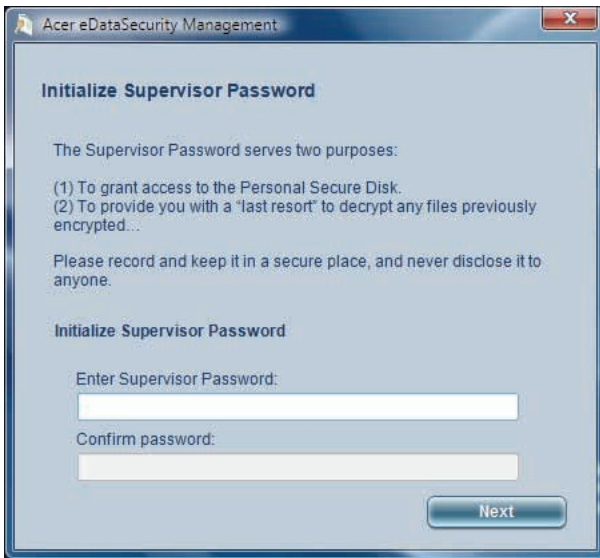 Acer eDataSecurity Management
Initialize Supervisor Password
The Supervisor Password serves two purposes:
(1) To grant access to the Personal Secure Disk.
(2) To provide you with a "last resort" to decrypt any files previously
encrypted...
Please record and keep it in a secure place, and never disclose it to
anyone.
Initialize Supervisor Password
Enter Supervisor Password:
Confirm password:
Next